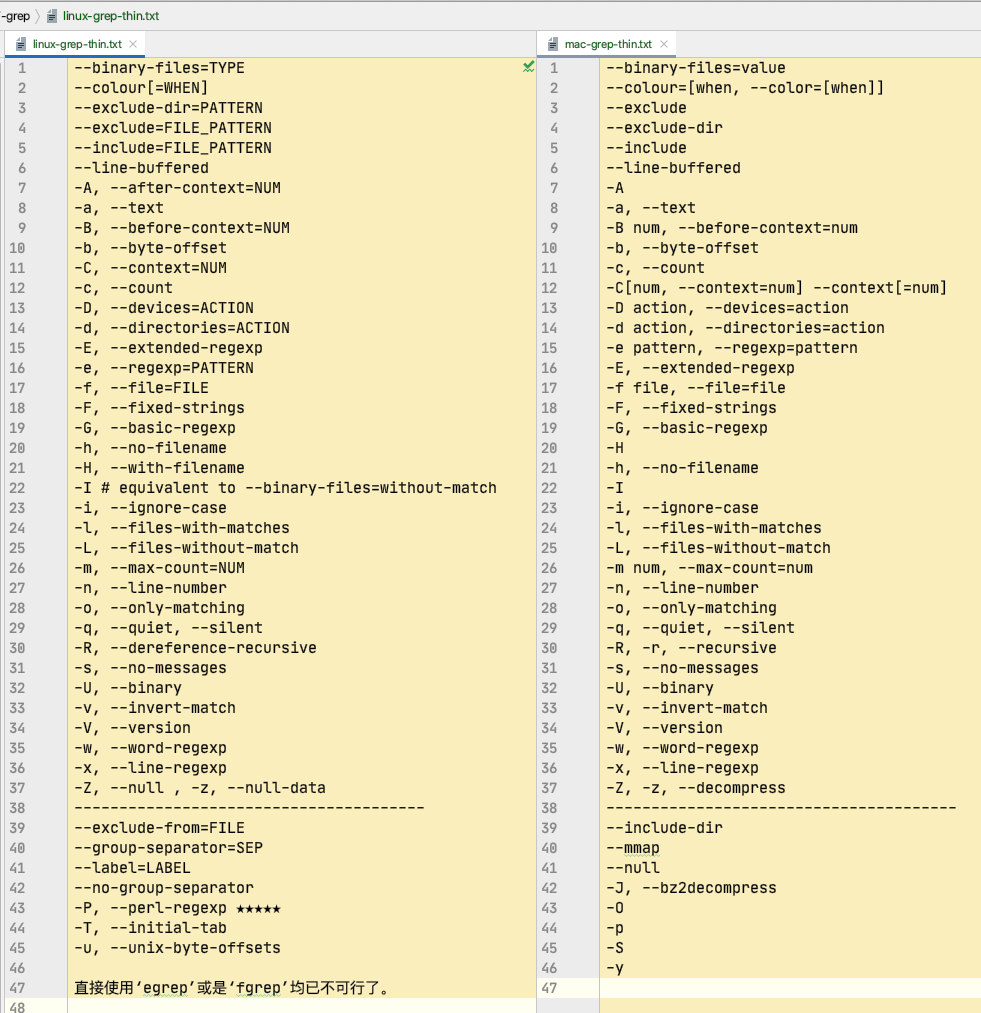 -grep 〉 linux-grep-thin.txt
linux-grep-thin.txt ×
1 --binary-files=TYPE
2 --colour[=WHEN]
3 --exclude-dir=PATTERN
4 --exclude=FILE_PATTERN
5 --include=FILE_PATTERN
6 --line-buffered
7 -A, --after-context=NUM
8 -a, --text
9 -B, --before-context=NUM
10 -b, --byte-offset
11 -C, --context=NUM
12 -c, --count
13 -D, --devices=ACTION
14 -d, --directories=ACTION
15 -E, --extended-regexp
16 -e, --regexp=PATTERN
17 -f, --file=FILE
18 -F, --fixed-strings
19 -G, --basic-regexp
20 -h, --no-filename
21 -H, --with-filename
22 -I # equivalent to --binary-files=without-match
23 -i, --ignore-case
24 -l, --files-with-matches
25 -L, --files-without-match
26 -m, --max-count=NUM
27 -n, --line-number
28 -o, --only-matching
29 -q, --quiet, --silent
30 -R, --dereference-recursive
31 -s, --no-messages
32 -U, --binary
33 -v, --invert-match
34 -V, --version
35 -w, --word-regexp
36 -x, --line-regexp
37 -Z, --null , -z, --null-data
38 ---------------------------------------
39 --exclude-from=FILE
40 --group-separator=SEP
41 --label=LABEL
42 --no-group-separator
43 -P, --perl-regexp ★★★★★
44 -T, --initial-tab
45 -u, --unix-byte-offsets
46
47 直接使用‘egrep’或是‘fgrep’均已不可行了。
48
mac-grep-thin.txt ×
1 --binary-files=value
2 --colour=[when, --color=[when]]
3 --exclude
4 --exclude-dir
5 --include
6 --line-buffered
7 -A
8 -a, --text
9 -B num, --before-context=num
10 -b, --byte-offset
11 -c, --count
12 -C[num, --context=num] --context[=num]
13 -D action, --devices=action
14 -d action, --directories=action
15 -e pattern, --regexp=pattern
16 -E, --extended-regexp
17 -f file, --file=file
18 -F, --fixed-strings
19 -G, --basic-regexp
20 -H
21 -h, --no-filename
22 -I
23 -i, --ignore-case
24 -l, --files-with-matches
25 -L, --files-without-match
26 -m num, --max-count=num
27 -n, --line-number
28 -o, --only-matching
29 -q, --quiet, --silent
30 -R, -r, --recursive
31 -s, --no-messages
32 -U, --binary
33 -v, --invert-match
34 -V, --version
35 -w, --word-regexp
36 -x, --line-regexp
37 -Z, -z, --decompress
38 ---------------------------------------
39 --include-dir
40 --mmap
41 --null
42 -J, --bz2decompress
43 -O
44 -p
45 -S
46 -y
47